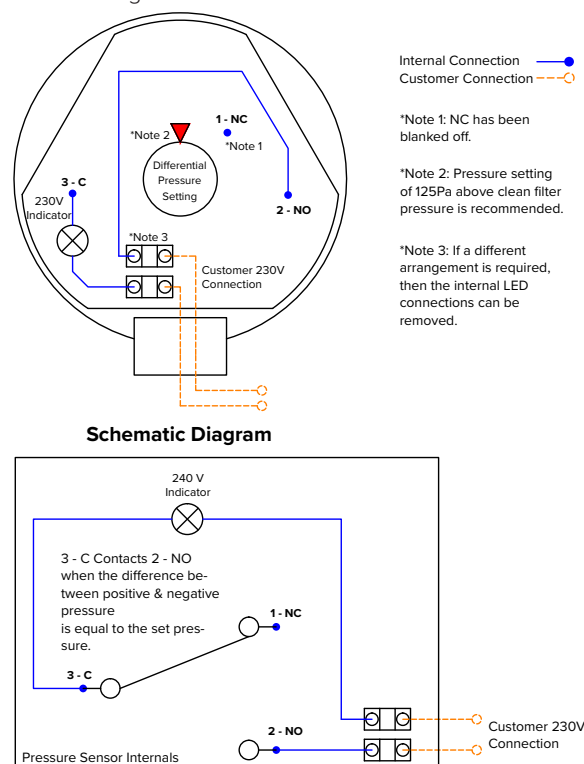 Internal Connection
Customer Connection
1 - NC
*Note 2
*Note 1
Differential
Pressure
Setting
3 - C
230V
Indicator
2 - NO
*Note 3
Customer 230V
Connection
*Note 1: NC has been
blanked off.
*Note 2: Pressure setting
of 125Pa above clean filter
pressure is recommended.
*Note 3: If a different
arrangement is required,
then the internal LED
connections can be
removed.
Schematic Diagram
240 V
Indicator
3 - C Contacts 2 - NO
when the difference be-
tween positive & negative
pressure
is equal to the set pres-
sure.
1 - NC
3 - C
2 - NO
Customer 230V
Connection
Pressure Sensor Internals